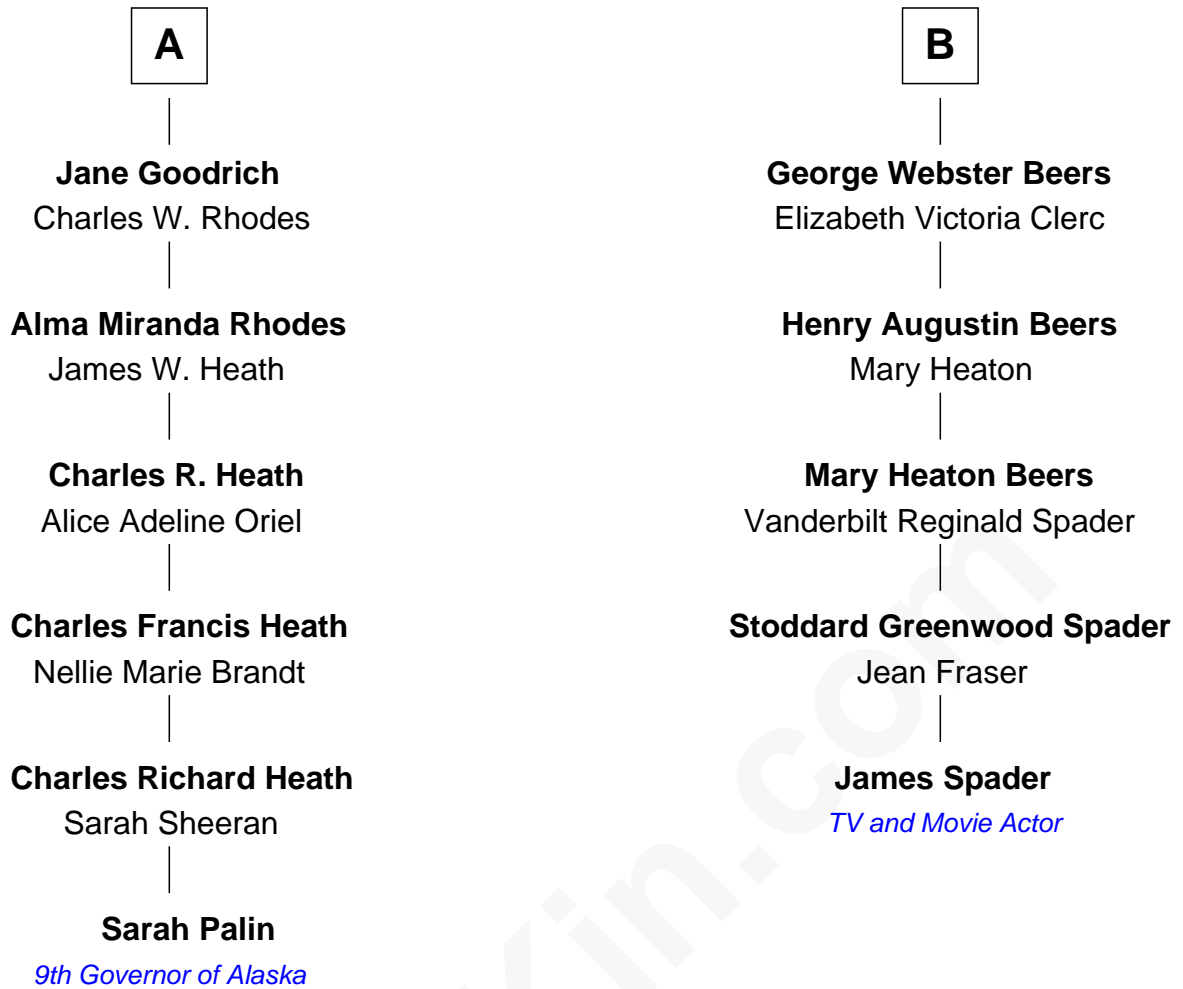 A
Jane Goodrich
Charles W. Rhodes
Alma Miranda Rhodes
James W. Heath
Charles R. Heath
Alice Adeline Oriel
Charles Francis Heath
Nellie Marie Brandt
Charles Richard Heath
Sarah Sheeran
Sarah Palin
9th Governor of Alaska
B
George Webster Beers
Elizabeth Victoria Clerc
Henry Augustin Beers
Mary Heaton
Mary Heaton Beers
Vanderbilt Reginald Spader
Stoddard Greenwood Spader
Jean Fraser
James Spader
TV and Movie Actor